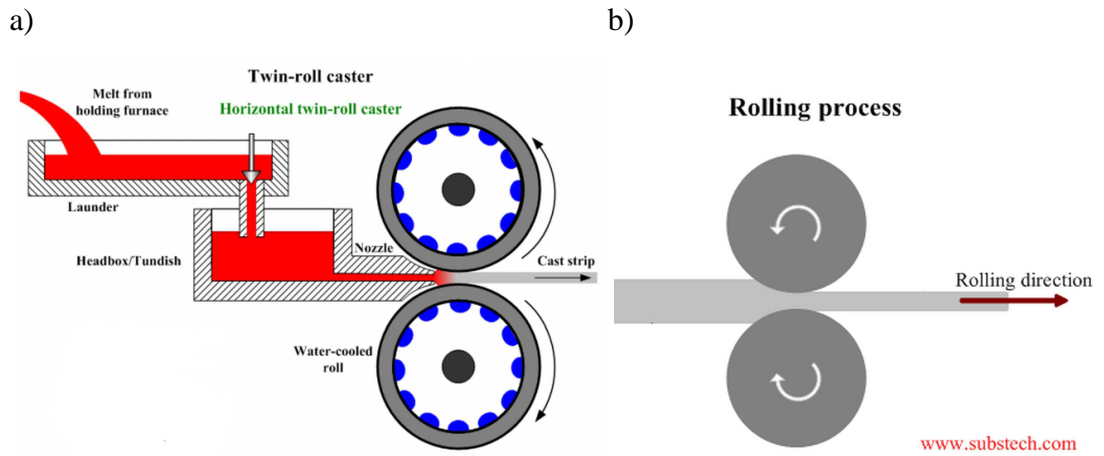 a)
b)
Twin-roll caster
Melt from
holding furnace
Horizontal twin-roll caster
Rolling process
Launder
Nozzle
Headbox/Tundish
Cast strip
Rolling direction
Water-cooled
roll
www.substech.com